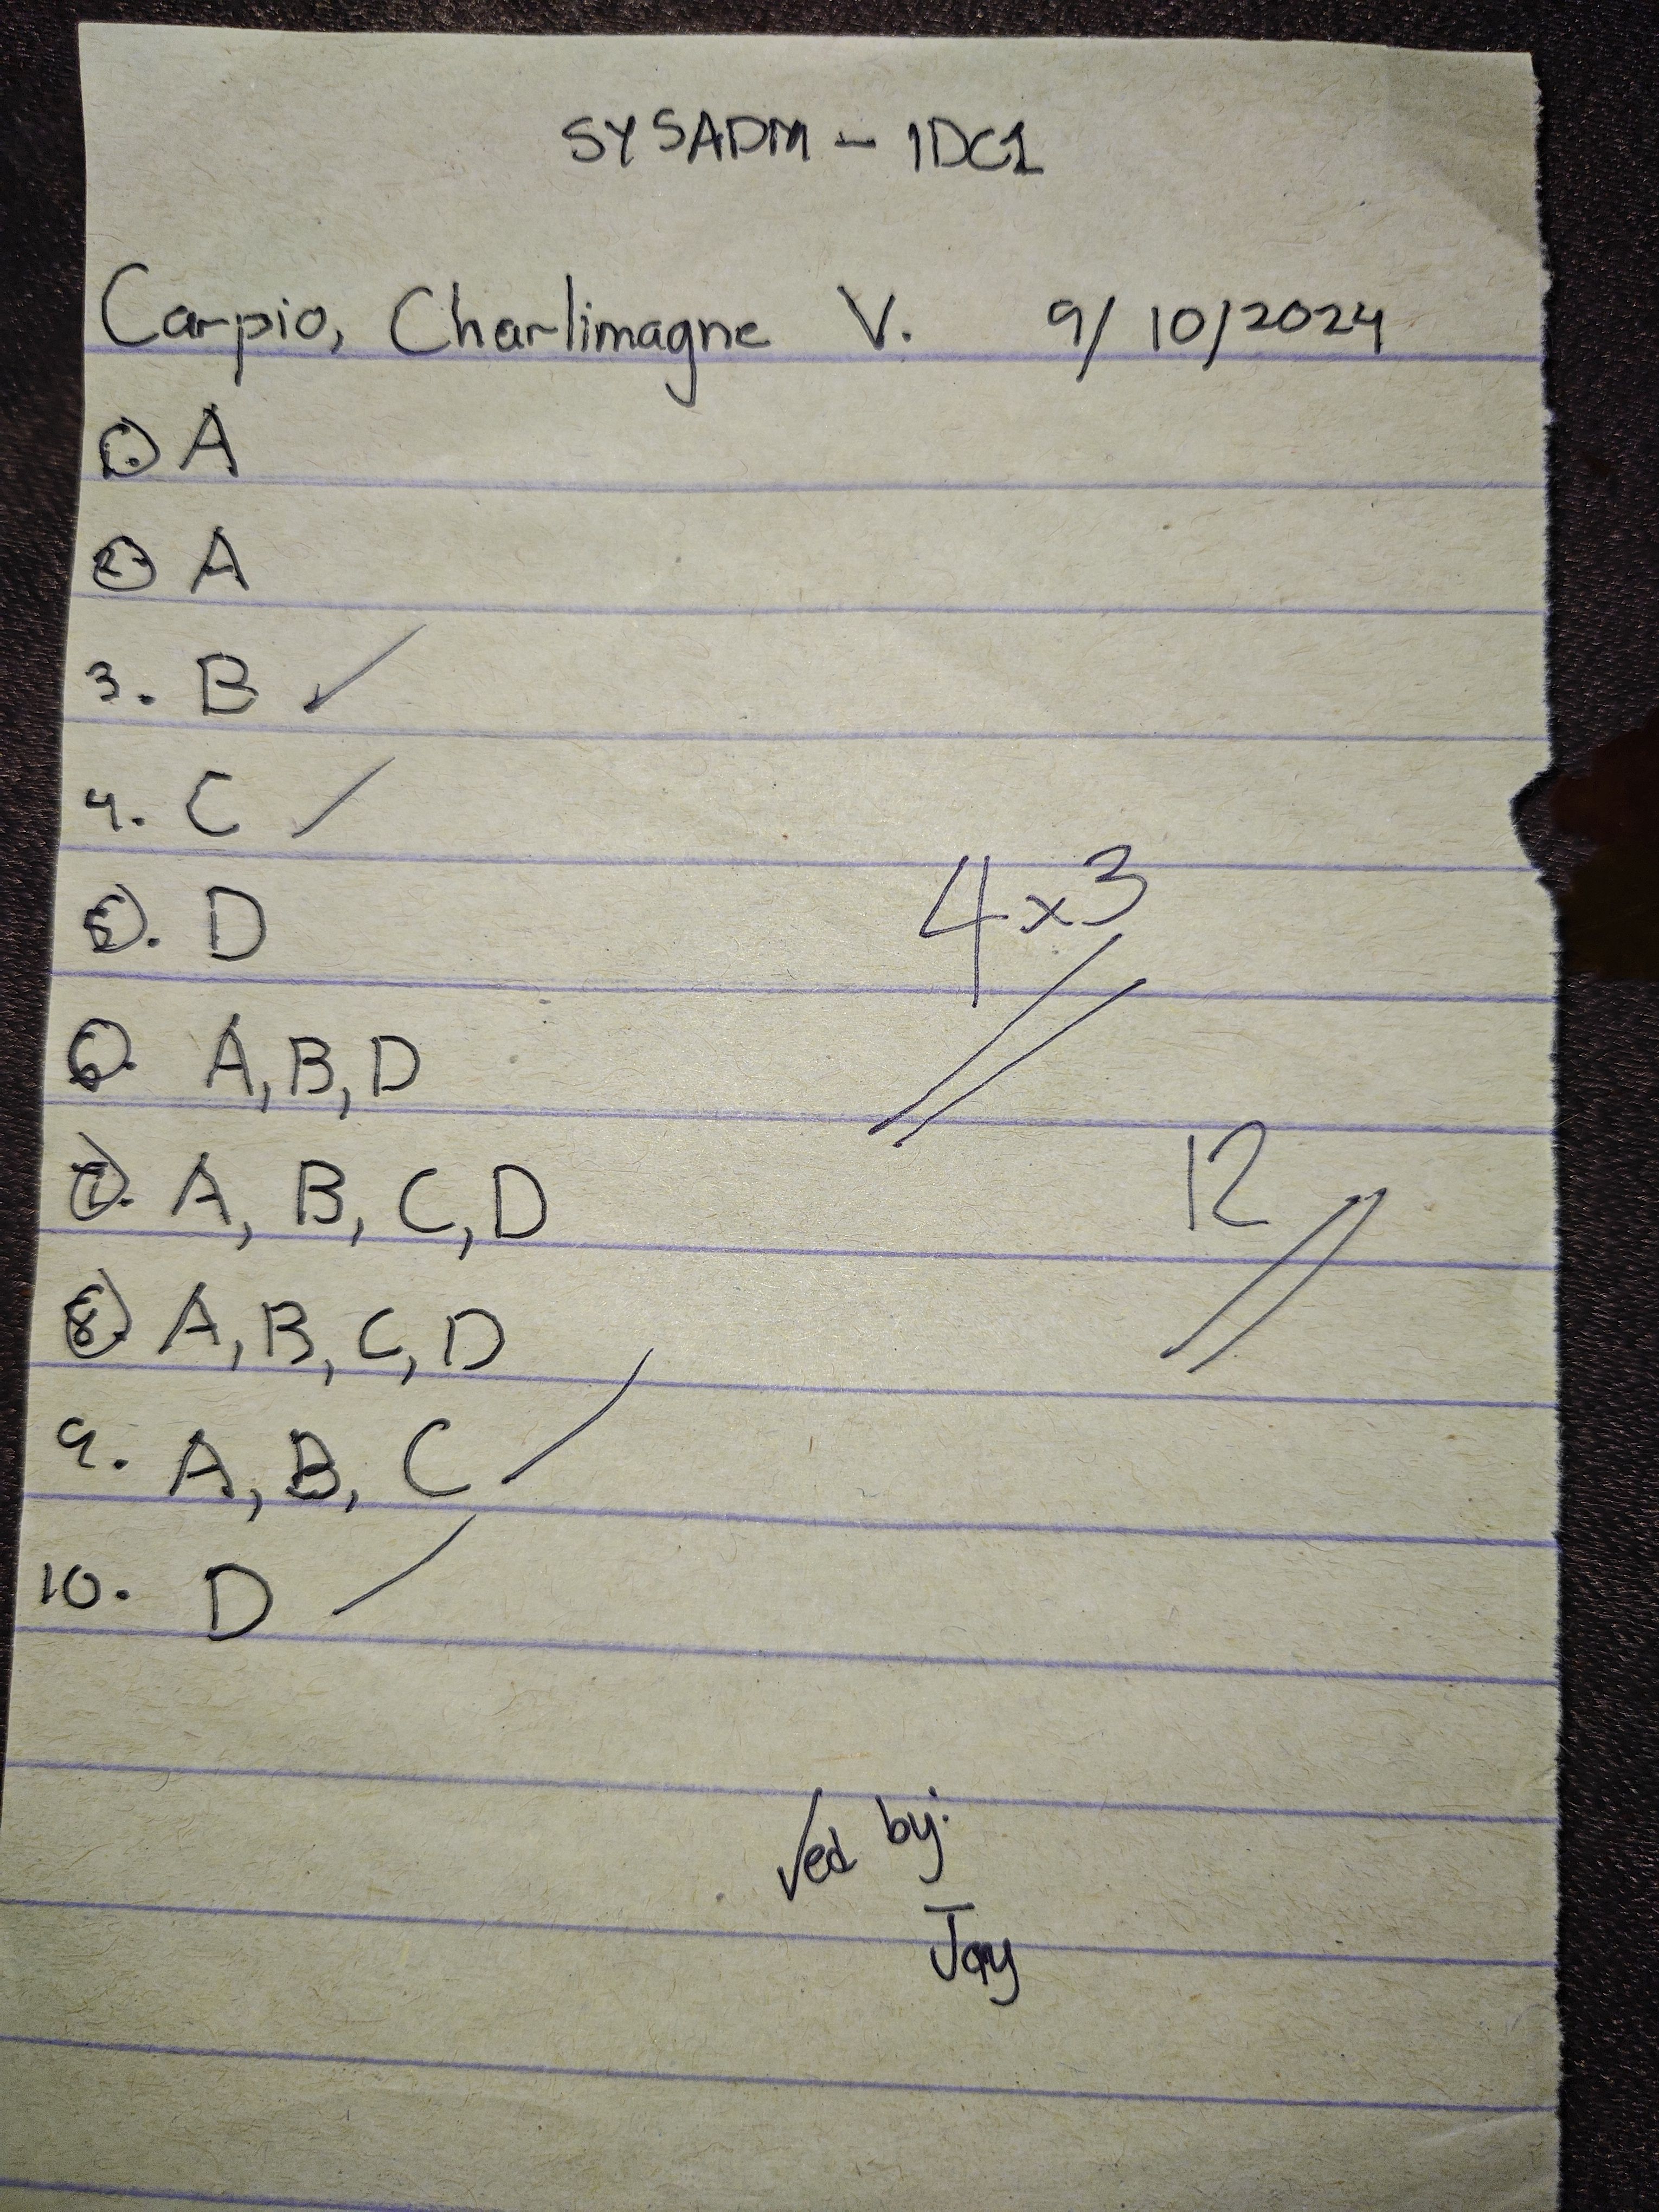 SYSADM - IDC1
Carpio, Charlimagne V. 9/10/2024
1. A
2. A
3. B ✓
4. C ✓
5. D
4x3
6. A, B, D
7. A, B, C, D
12
8. A, B, C, D
9. A, B, C ✓
10. D ✓
√ed by:
Jay